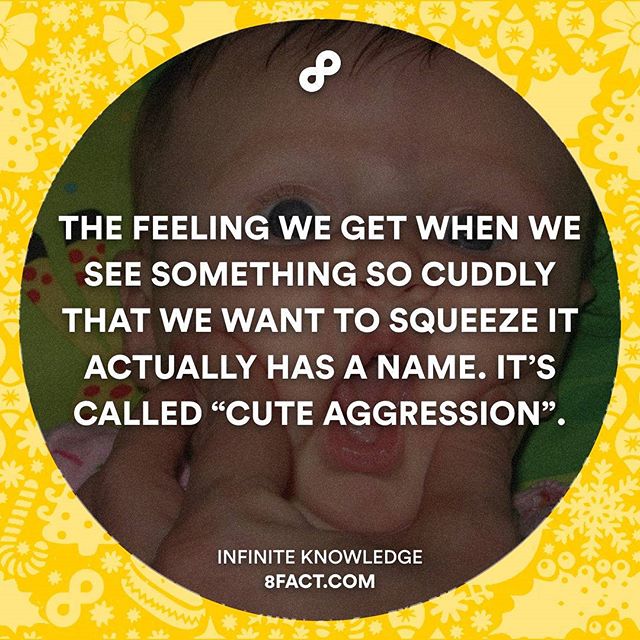 THE FEELING WE GET WHEN WE
SEE SOMETHING SO CUDDLY
THAT WE WANT TO SQUEEZE IT
ACTUALLY HAS A NAME. IT’S
CALLED “CUTE AGGRESSION”.
INFINITE KNOWLEDGE
8FACT.COM